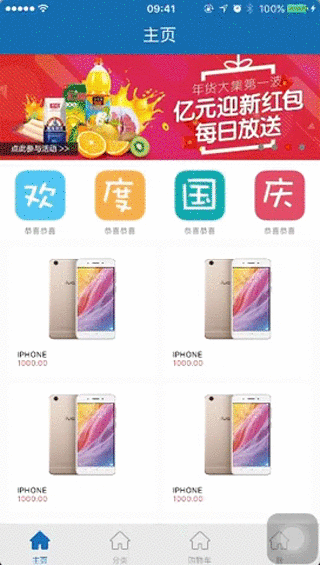 09:41
100%
主页
年货大集第一波
亿元迎新红包
每日放送
点此参与活动 >>
欢
度
国
庆
恭喜恭喜
恭喜恭喜
恭喜恭喜
恭喜恭喜
IPHONE
1000.00
IPHONE
1000.00
IPHONE
1000.00
IPHONE
1000.00
主页
分类
购物车